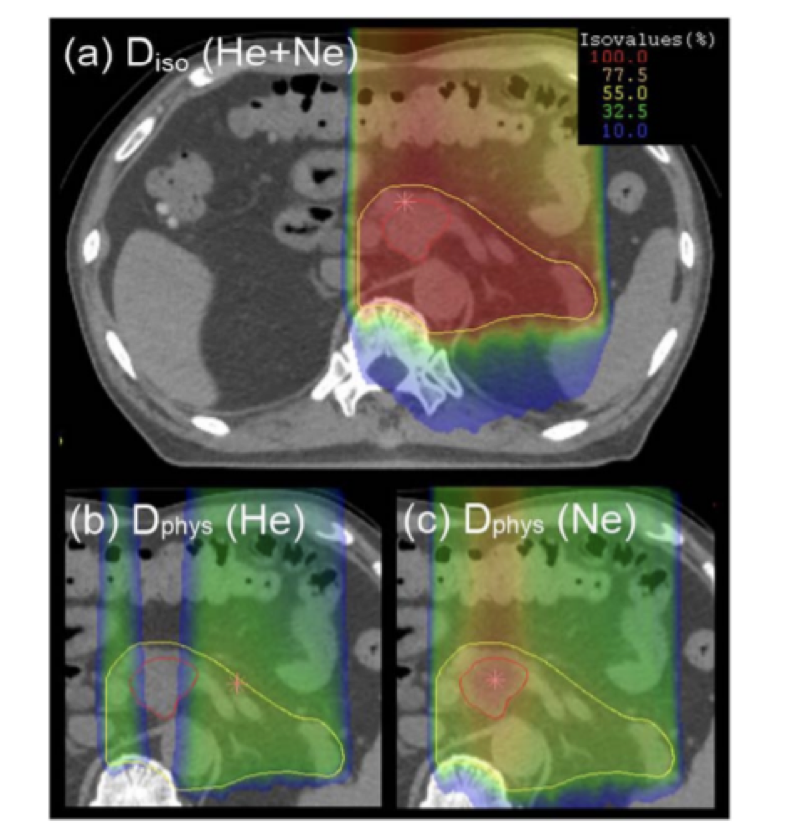 (a) Diso (He+Ne)
Isovalues(%)
100.0
77.5
55.0
32.5
10.0
(b) Dphys (He)
(c) Dphys (Ne)